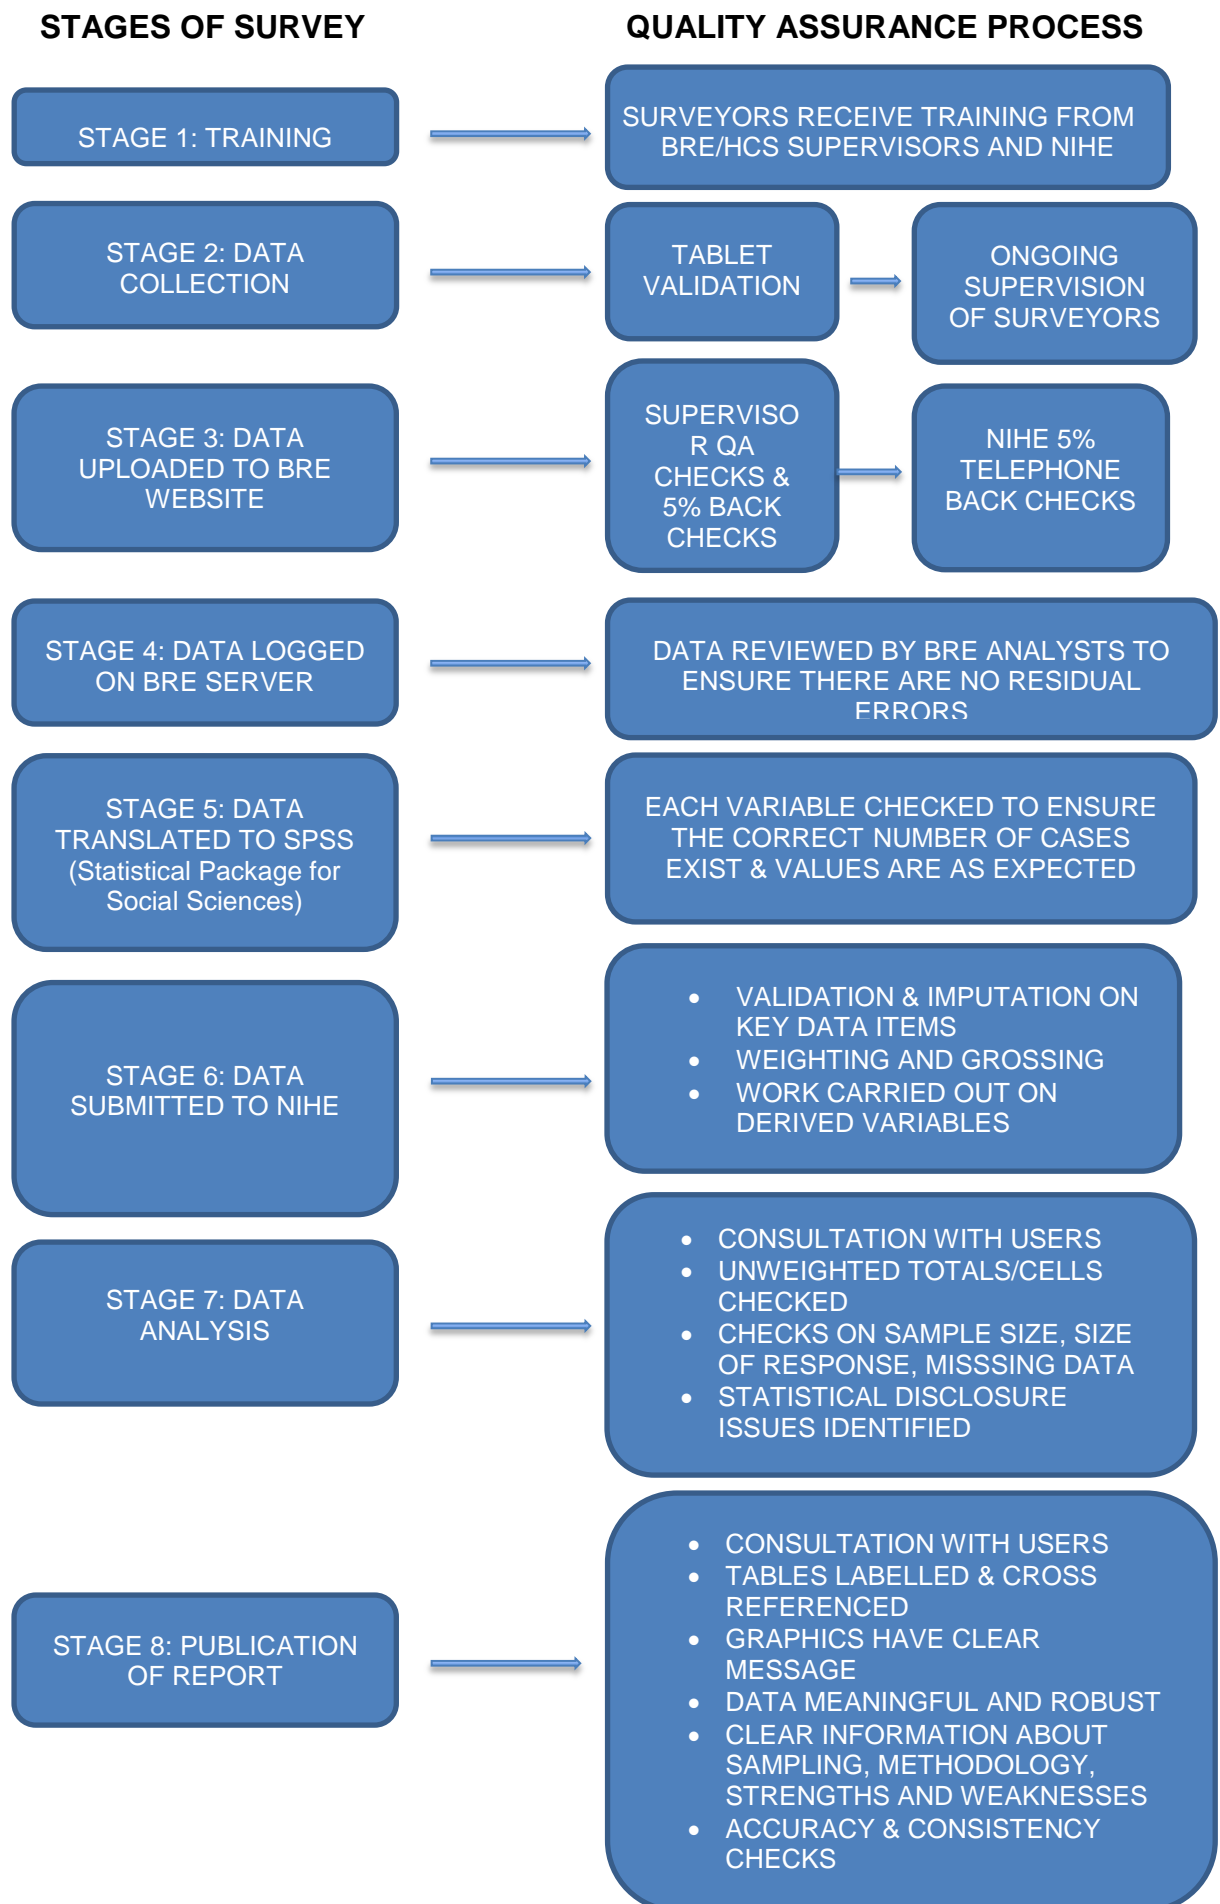 STAGES OF SURVEY
QUALITY ASSURANCE PROCESS
STAGE 1: TRAINING
SURVEYORS RECEIVE TRAINING FROM
BRE/HCS SUPERVISORS AND NIHE
STAGE 2: DATA
COLLECTION
TABLET
VALIDATION
ONGOING
SUPERVISION
OF SURVEYORS
STAGE 3: DATA
UPLOADED TO BRE
WEBSITE
SUPERVISO
R QA
CHECKS &
5% BACK
CHECKS
NIHE 5%
TELEPHONE
BACK CHECKS
STAGE 4: DATA LOGGED
ON BRE SERVER
DATA REVIEWED BY BRE ANALYSTS TO
ENSURE THERE ARE NO RESIDUAL
ERRORS
STAGE 5: DATA
TRANSLATED TO SPSS
(Statistical Package for
Social Sciences)
EACH VARIABLE CHECKED TO ENSURE
THE CORRECT NUMBER OF CASES
EXIST & VALUES ARE AS EXPECTED
STAGE 6: DATA
SUBMITTED TO NIHE
• VALIDATION & IMPUTATION ON
KEY DATA ITEMS
• WEIGHTING AND GROSSING
• WORK CARRIED OUT ON
DERIVED VARIABLES
STAGE 7: DATA
ANALYSIS
• CONSULTATION WITH USERS
• UNWEIGHTED TOTALS/CELLS
CHECKED
• CHECKS ON SAMPLE SIZE, SIZE
OF RESPONSE, MISSSING DATA
• STATISTICAL DISCLOSURE
ISSUES IDENTIFIED
STAGE 8: PUBLICATION
OF REPORT
• CONSULTATION WITH USERS
• TABLES LABELLED & CROSS
REFERENCED
• GRAPHICS HAVE CLEAR
MESSAGE
• DATA MEANINGFUL AND ROBUST
• CLEAR INFORMATION ABOUT
SAMPLING, METHODOLOGY,
STRENGTHS AND WEAKNESSES
• ACCURACY & CONSISTENCY
CHECKS